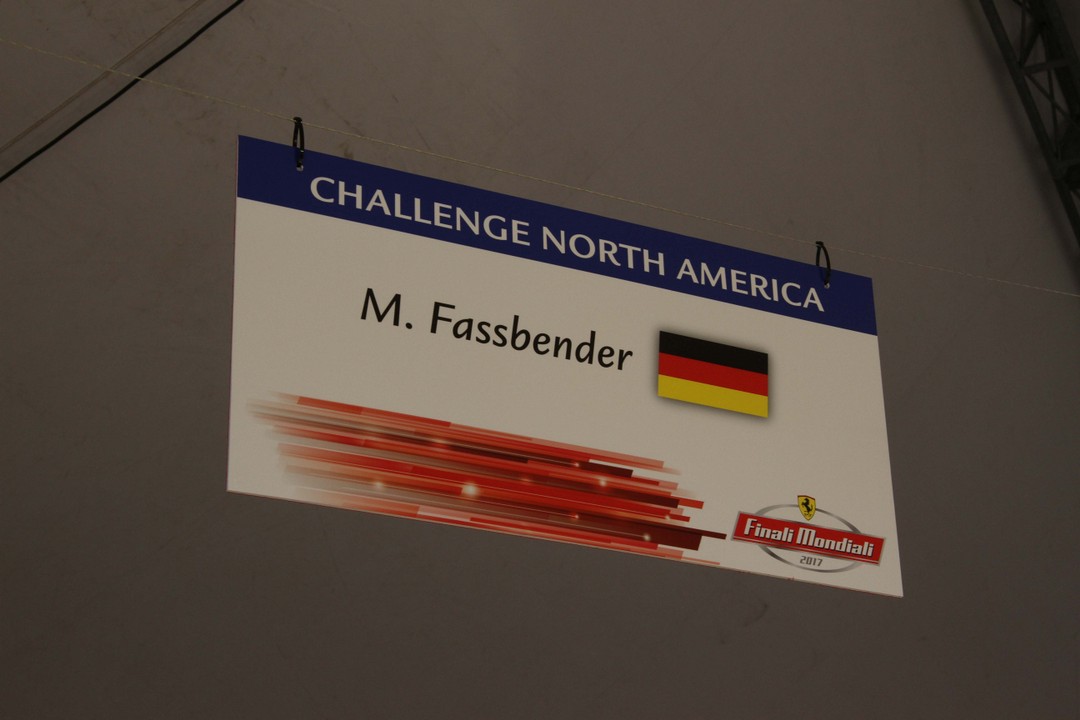 CHALLENGE NORTH AMERICA
M. Fassbender
Finali Mondiali
2017